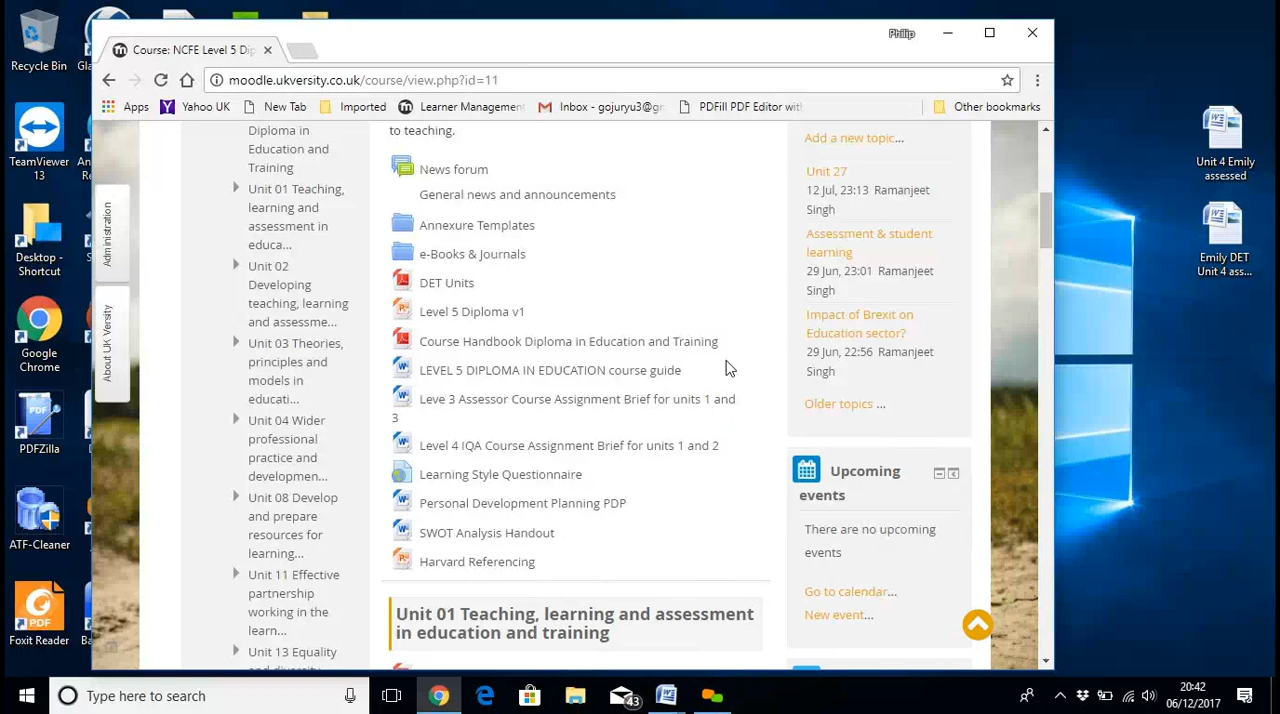 Recycle Bin
TeamViewer
13
Desktop -
Shortcut
Google
Chrome
PDFZilla
ATF-Cleaner
Foxit Reader
Philip
Course: NCFE Level 5 Dip
moodle.ukversity.co.uk/course/view.php?id=11
Apps
Yahoo UK
New Tab
Imported
Learner Management
Inbox - gojuryu3@gm
PDFill PDF Editor with
Other bookmarks
Administration
About UK Versity
Diploma in
Education and
Training
Unit 01 Teaching,
learning and
assessment in
educa...
Unit 02
Developing
teaching, learning
and assessme...
Unit 03 Theories,
principles and
models in
educati...
Unit 04 Wider
professional
practice and
developmen...
Unit 08 Develop
and prepare
resources for
learning...
Unit 11 Effective
partnership
working in the
learn...
Unit 13 Equality
and diversity
to teaching.
News forum
General news and announcements
Annexure Templates
e-Books & Journals
DET Units
Level 5 Diploma v1
Course Handbook Diploma in Education and Training
LEVEL 5 DIPLOMA IN EDUCATION course guide
Leve 3 Assessor Course Assignment Brief for units 1 and
3
Level 4 IQA Course Assignment Brief for units 1 and 2
Learning Style Questionnaire
Personal Development Planning PDP
SWOT Analysis Handout
Harvard Referencing
Unit 01 Teaching, learning and assessment
in education and training
Add a new topic...
Unit 27
12 Jul, 23:13 Ramanjeet
Singh
Assessment & student
learning
29 Jun, 23:01 Ramanjeet
Singh
Impact of Brexit on
Education sector?
29 Jun, 22:56 Ramanjeet
Singh
Older topics ...
Upcoming
events
There are no upcoming
events
Go to calendar...
New event...
Unit 4 Emily
assessed
Emily DET
Unit 4 ass...
Type here to search
43
20:42
06/12/2017